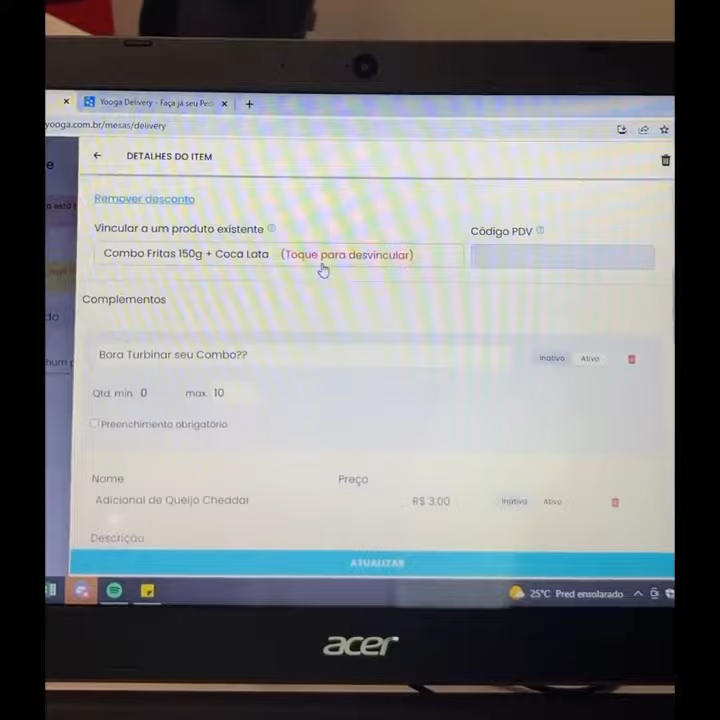 Yooga Delivery - Faça já seu Pe
yooga.com.br/mesas/delivery
DETALHES DO ITEM
Remover desconto
Vincular a um produto existente
Código PDV
Combo Fritas 150g + Coca Lata (Toque para desvincular)
Complementos
Bora Turbinar seu Combo??
Inativo Ativo
Qtd. min. 0 max. 10
Preenchimento obrigatório
Nome Preço
Adicional de Queijo Cheddar R$ 3,00 Inativo Ativo
Descrição
ATUALIZAR
25°C Pred ensolarado
acer